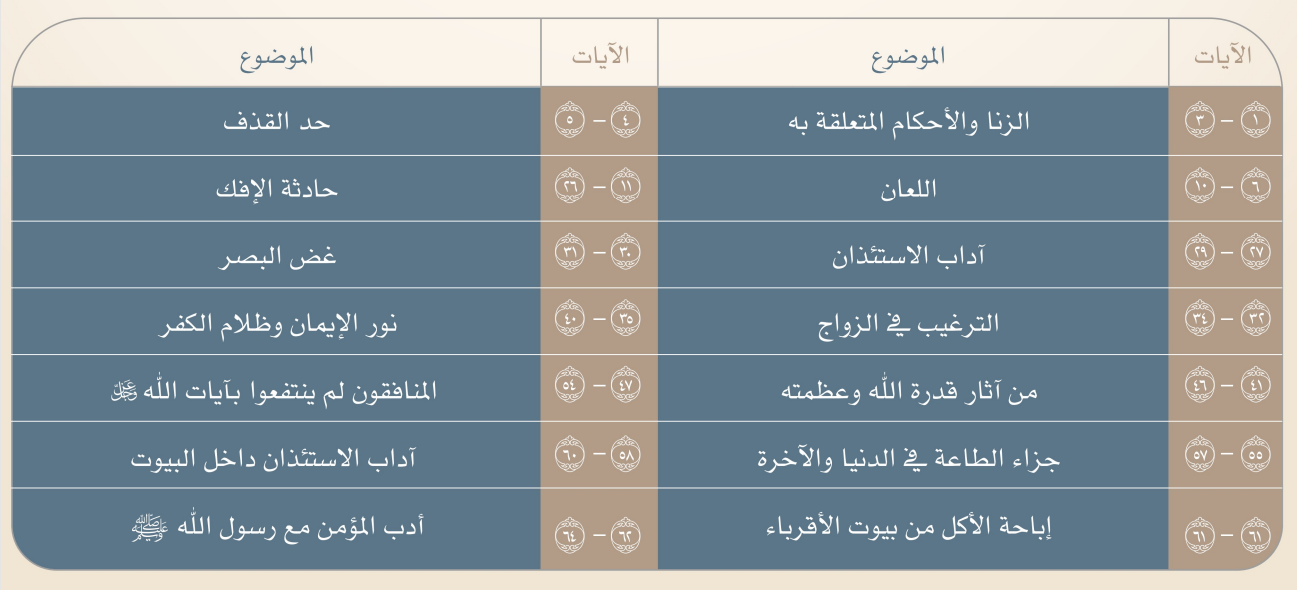 الآيات الموضوع الآيات الموضوع
١ – ٣ الزنا والأحكام المتعلقة به ٤ – ٥ حد القذف
٦ – ١٠ اللعان ١١ – ٢٦ حادثة الإفك
٢٧ – ٢٩ آداب الاستئذان ٣٠ – ٣١ غض البصر
٣٢ – ٣٤ الترغيب في الزواج ٣٥ – ٤٠ نور الإيمان وظلام الكفر
٤١ – ٤٦ من آثار قدرة الله وعظمته ٤٧ – ٥٤ المنافقون لم ينتفعوا بآيات الله عز وجل
٥٥ – ٥٧ جزاء الطاعة في الدنيا والآخرة ٥٨ – ٦٠ آداب الاستئذان داخل البيوت
٦١ – ٦١ إباحة الأكل من بيوت الأقرباء ٦٢ – ٦٤ أدب المؤمن مع رسول الله ﷺ